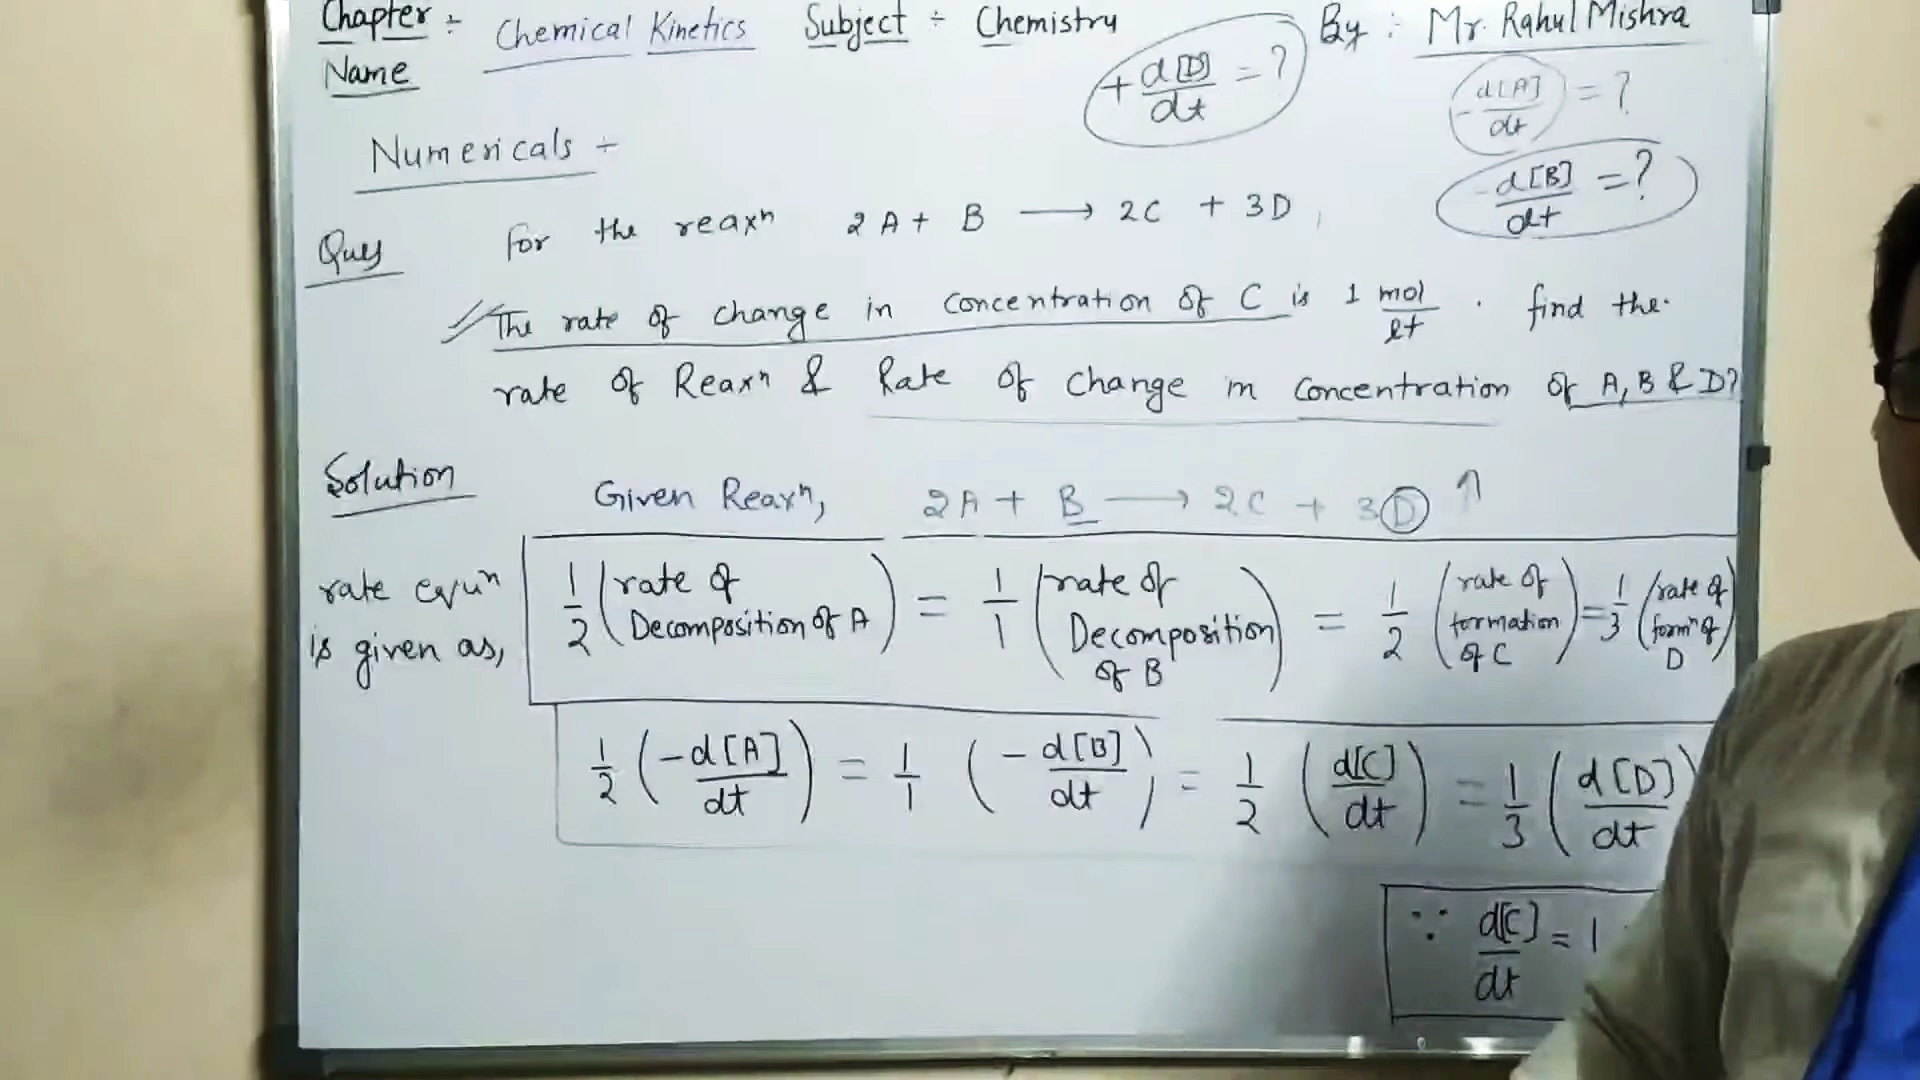 Chapter ÷ Chemical Kinetics Subject ÷ Chemistry By : Mr. Rahul Mishra
Name
+ d[D]/dt = ?
- d[A]/dt = ?
- d[B]/dt = ?
Numericals ÷
Ques for the reaxⁿ 2A + B ⟶ 2C + 3D
The rate of change in Concentration of C is 1 mol/lt . find the
rate of Reaxⁿ & Rate of change in Concentration of A, B & D?
Solution Given Reaxⁿ, 2A + B ⟶ 2C + 3D ↑
rate equⁿ is given as, 1/2 (rate of Decomposition of A) = 1/1 (rate of Decomposition of B) = 1/2 (rate of formation of C) = 1/3 (rate of formⁿ of D)
1/2 (-d[A]/dt) = 1/1 (-d[B]/dt) = 1/2 (d[C]/dt) = 1/3 (d[D]/dt
∵ d[C]/dt = 1